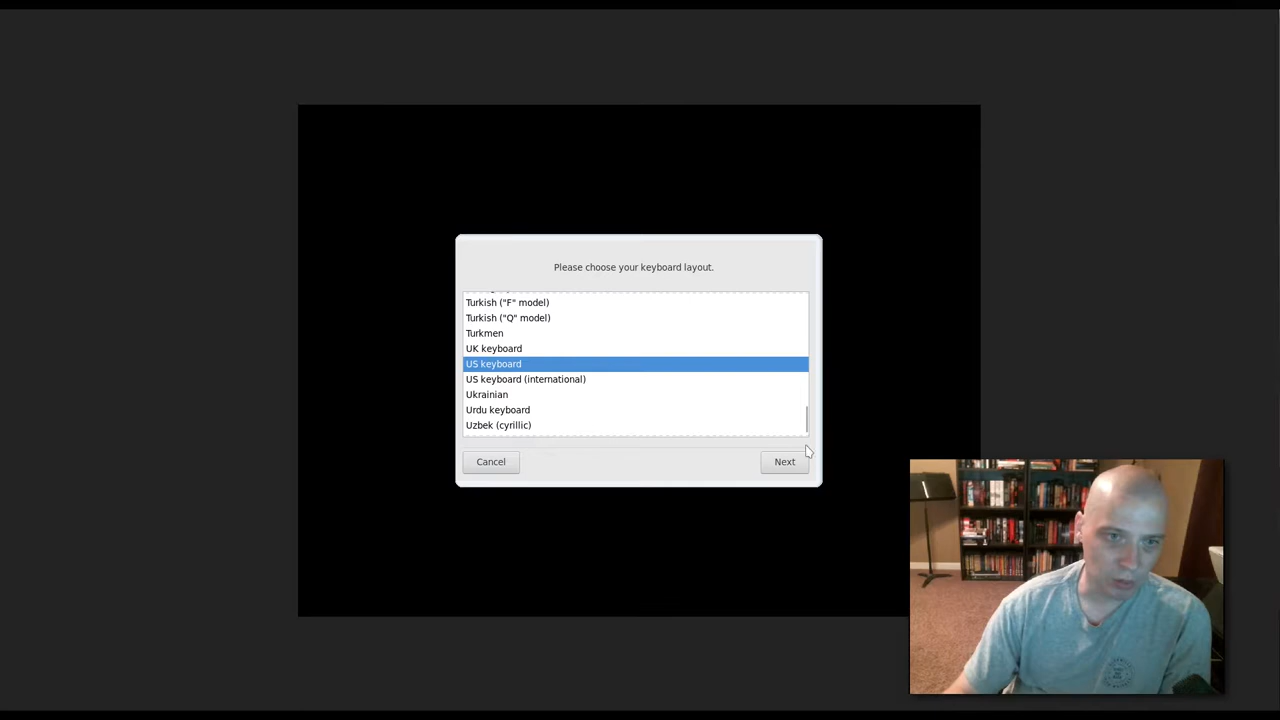 Please choose your keyboard layout.
Turkish ("F" model)
Turkish ("Q" model)
Turkmen
UK keyboard
US keyboard
US keyboard (international)
Ukrainian
Urdu keyboard
Uzbek (cyrillic)
Cancel
Next